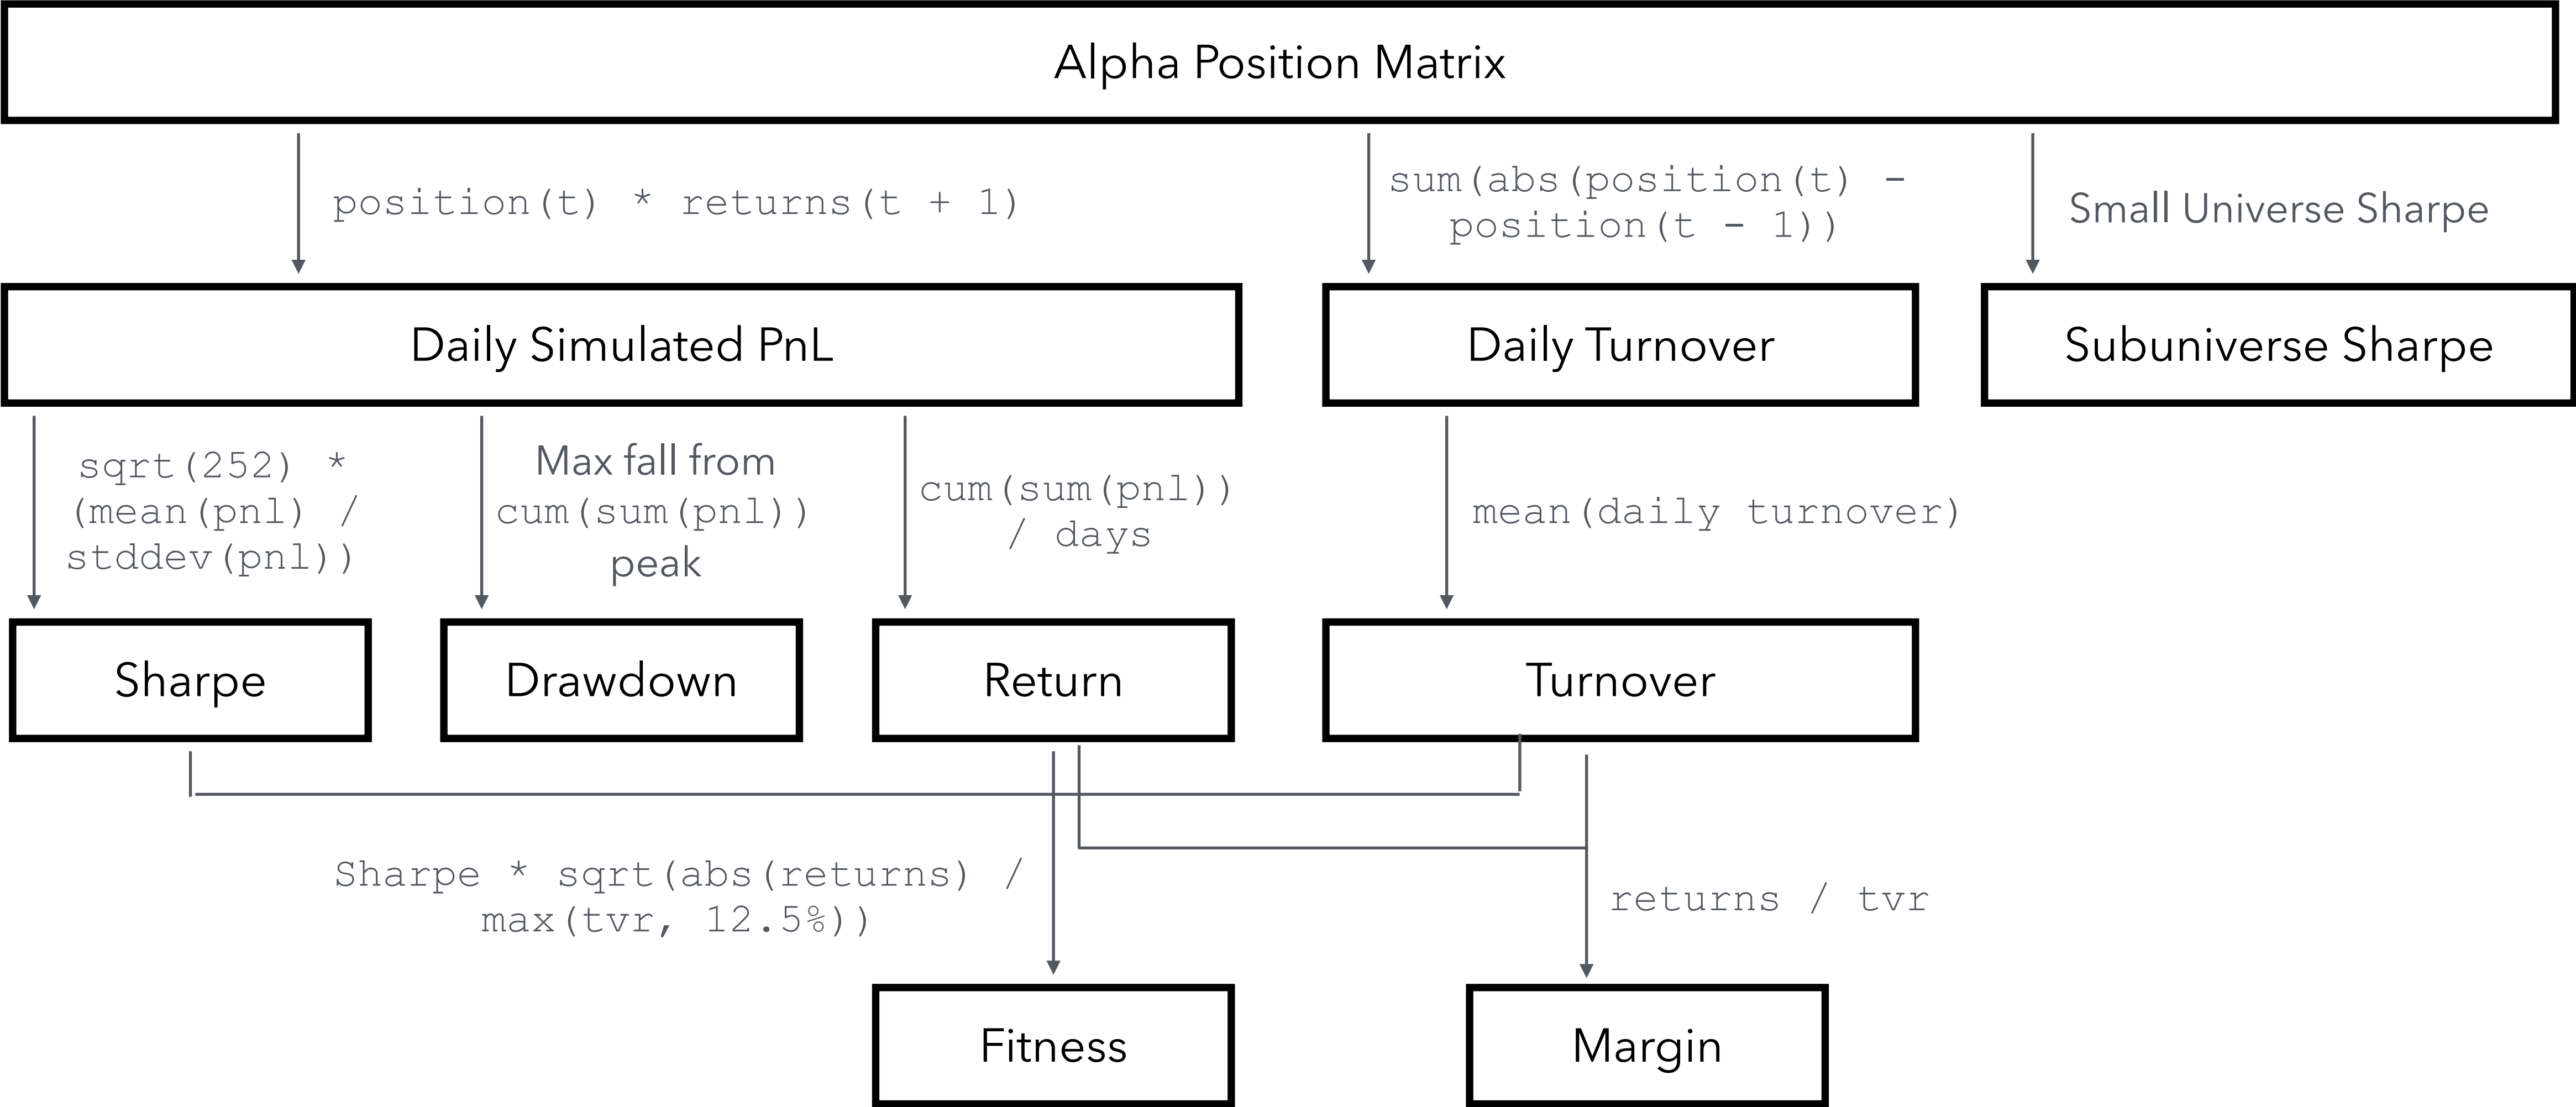 Alpha Position Matrix
position(t) * returns(t + 1)
sum(abs(position(t) -
position(t - 1))
Small Universe Sharpe
Daily Simulated PnL
Daily Turnover
Subuniverse Sharpe
sqrt(252) *
(mean(pnl) /
stddev(pnl))
Max fall from
cum(sum(pnl))
peak
cum(sum(pnl))
/ days
mean(daily turnover)
Sharpe
Drawdown
Return
Turnover
Sharpe * sqrt(abs(returns) /
max(tvr, 12.5%))
returns / tvr
Fitness
Margin